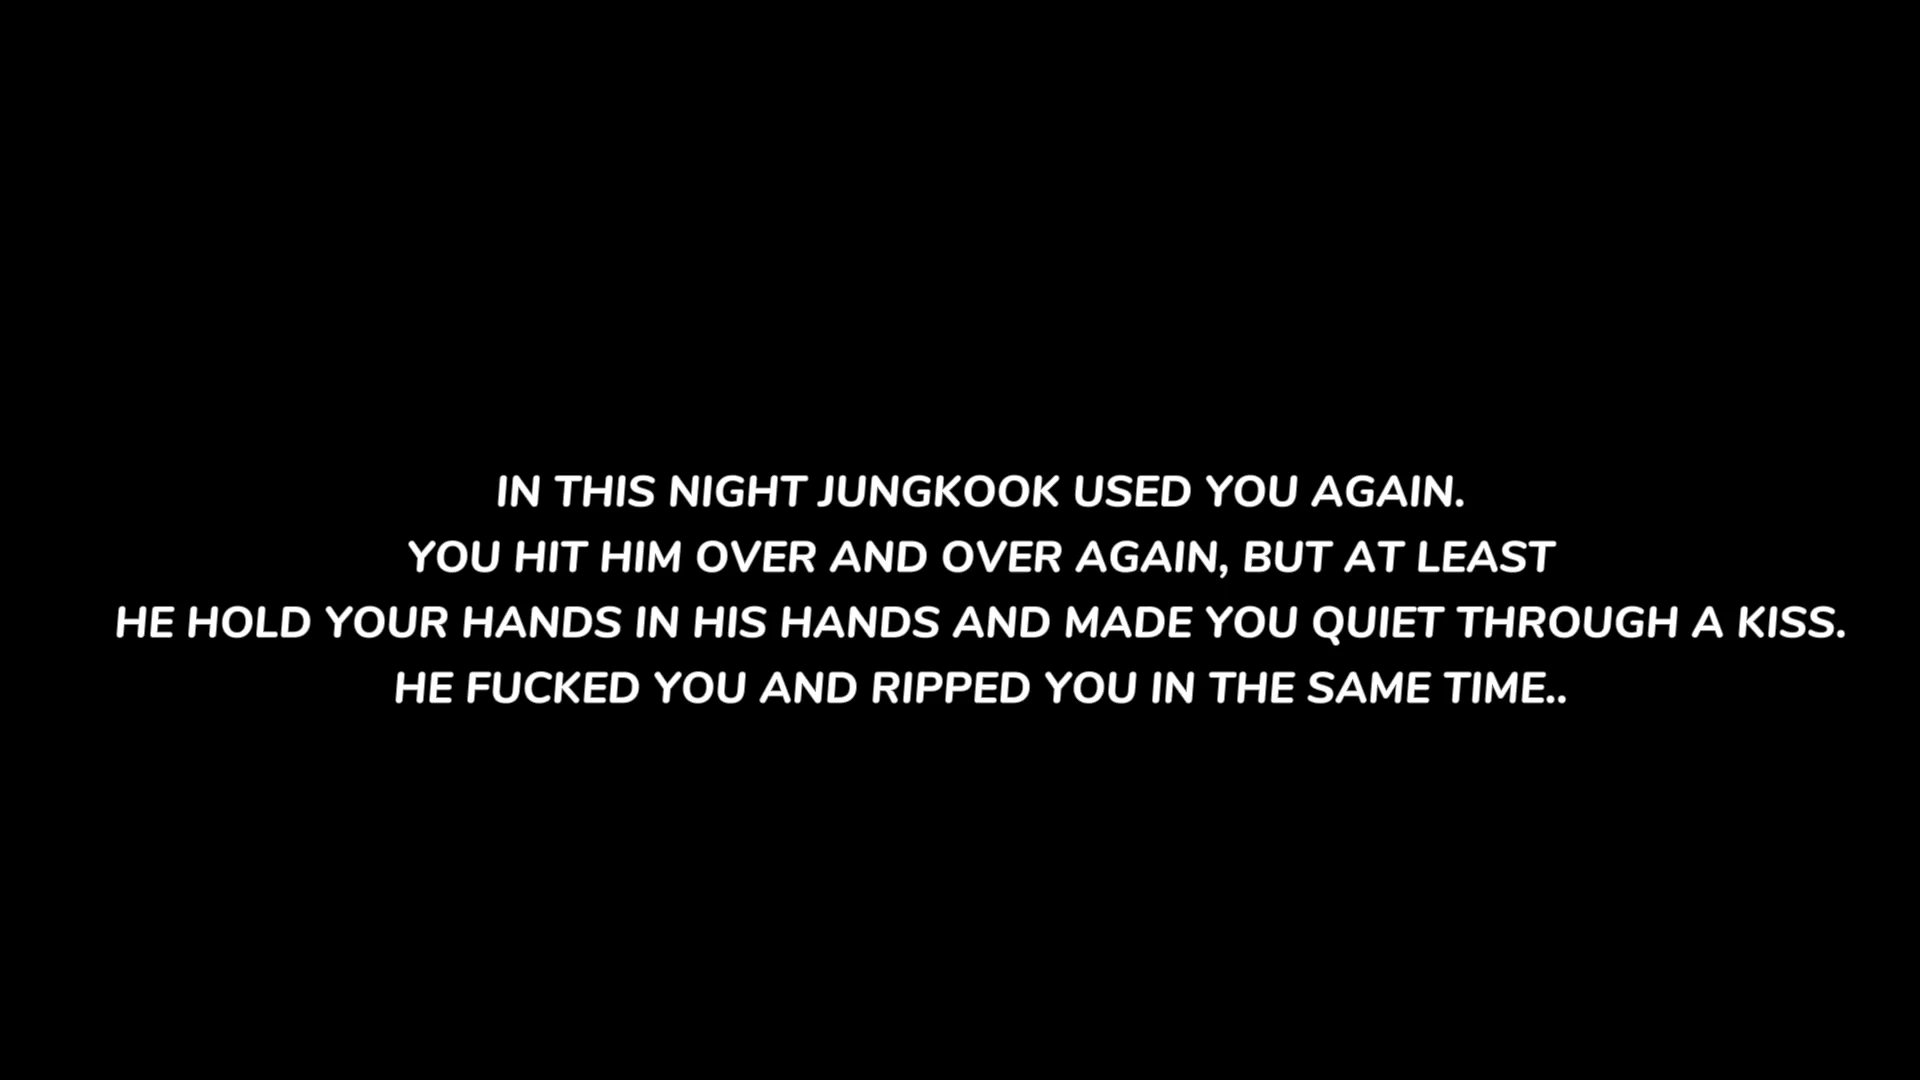 IN THIS NIGHT JUNGKOOK USED YOU AGAIN.
YOU HIT HIM OVER AND OVER AGAIN, BUT AT LEAST
HE HOLD YOUR HANDS IN HIS HANDS AND MADE YOU QUIET THROUGH A KISS.
HE FUCKED YOU AND RIPPED YOU IN THE SAME TIME..